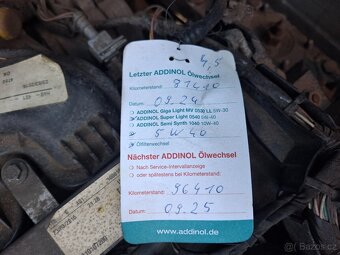 Letzter ADDINOL Ölwechsel
4,5
Kilometerstand: 81410
Datum: 09.24
ADDINOL Giga Light MV 0530 LL 5W-30
ADDINOL Super Light 0540 5W-40
ADDINOL Semi Synth 1040 10W-40
5W40
Ölfilterwechsel
Nächster ADDINOL Ölwechsel
Nach Service-Intervallanzeige
oder spätestens bei Kilometerstand:
Kilometerstand: 96410
Datum: 09.25
www.addinol.de
Bazos.cz